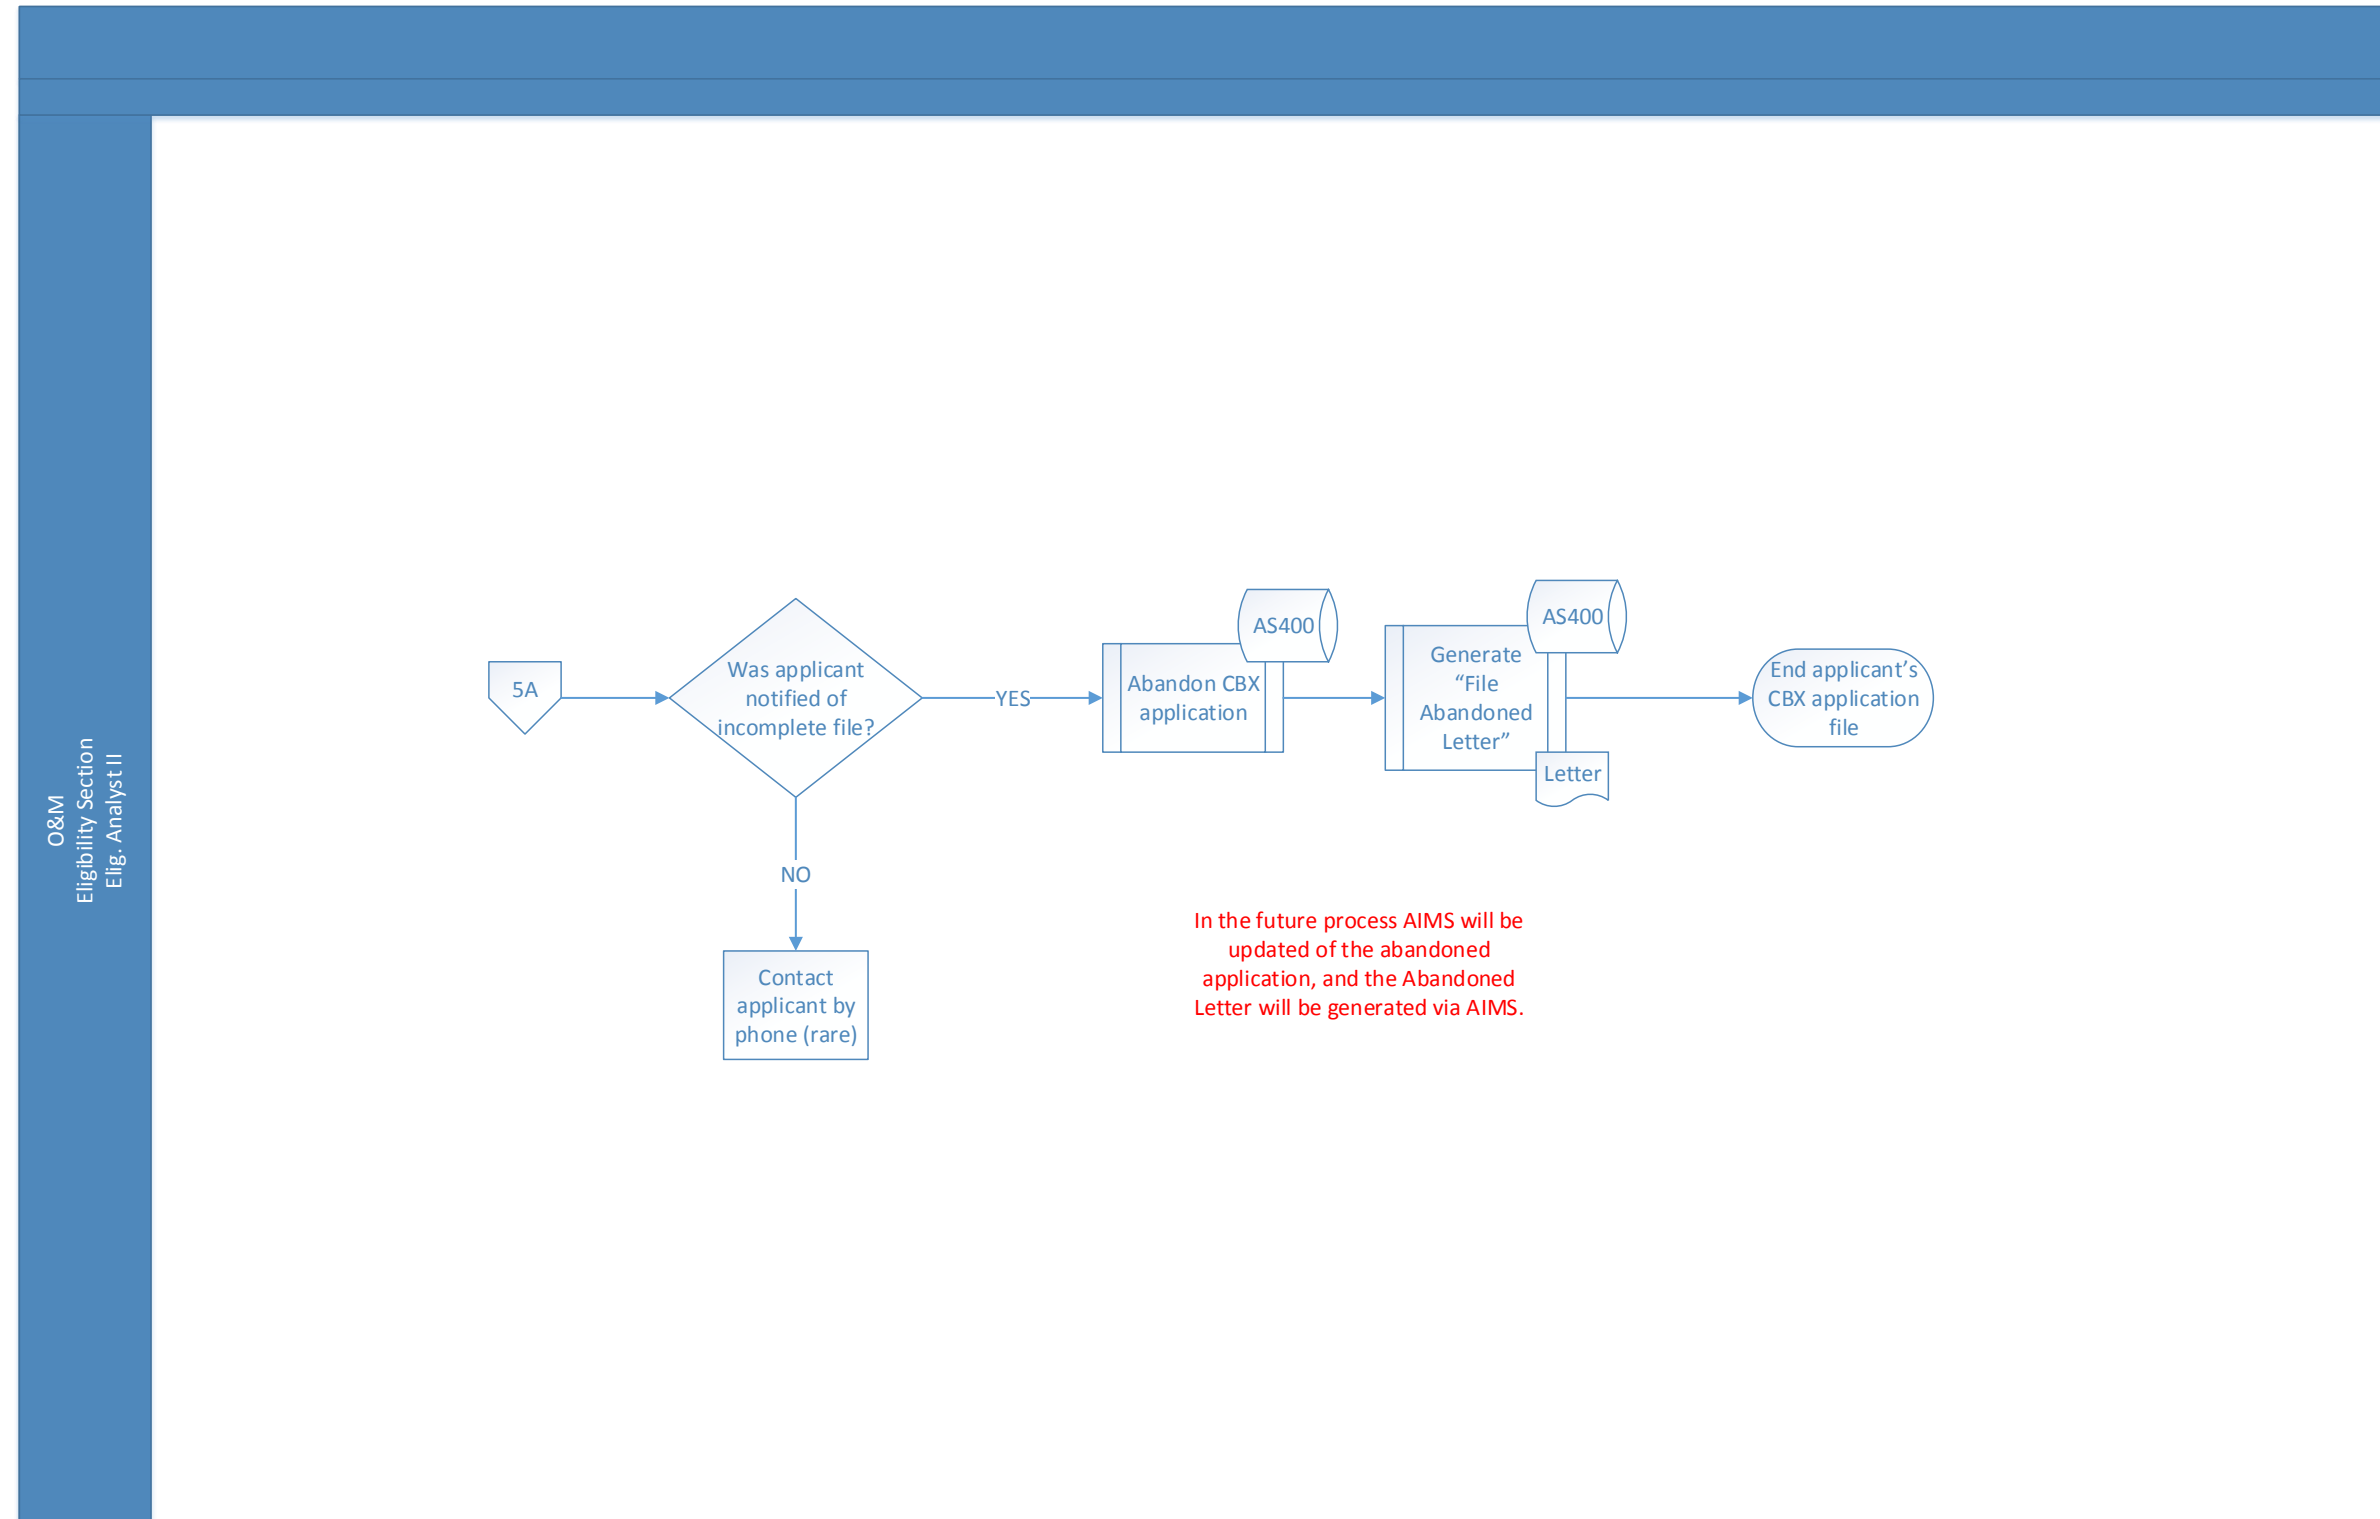 O&M
Eligibility Section
Elig. Analyst II
5A
Was applicant
notified of
incomplete file?
YES
NO
Contact
applicant by
phone (rare)
AS400
Abandon CBX
application
AS400
Generate
“File
Abandoned
Letter”
Letter
End applicant’s
CBX application
file
In the future process AIMS will be
updated of the abandoned
application, and the Abandoned
Letter will be generated via AIMS.